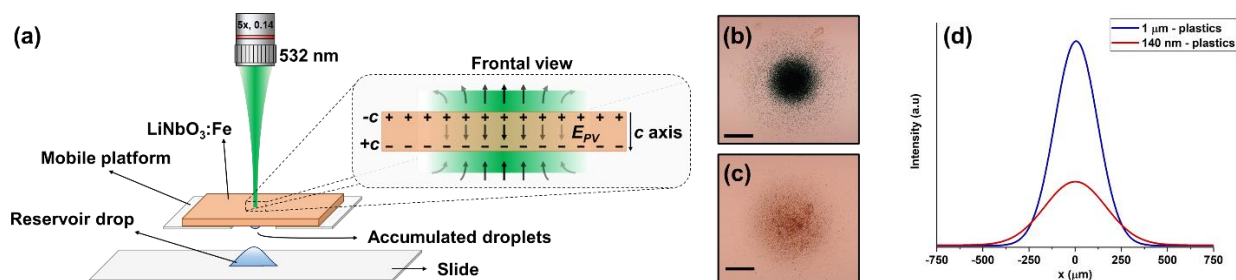 (a)
5x, 0.14
532 nm
LiNbO3:Fe
Mobile platform
Reservoir drop
Accumulated droplets
Slide
Frontal view
-c + + + + + + + + + + + +
EPV
+c − − − − − − − − − − − −
c axis
(b)
(c)
(d)
1 μm - plastics
140 nm - plastics
Intensity (a.u)
-750 -500 -250 0 250 500 750
x (μm)